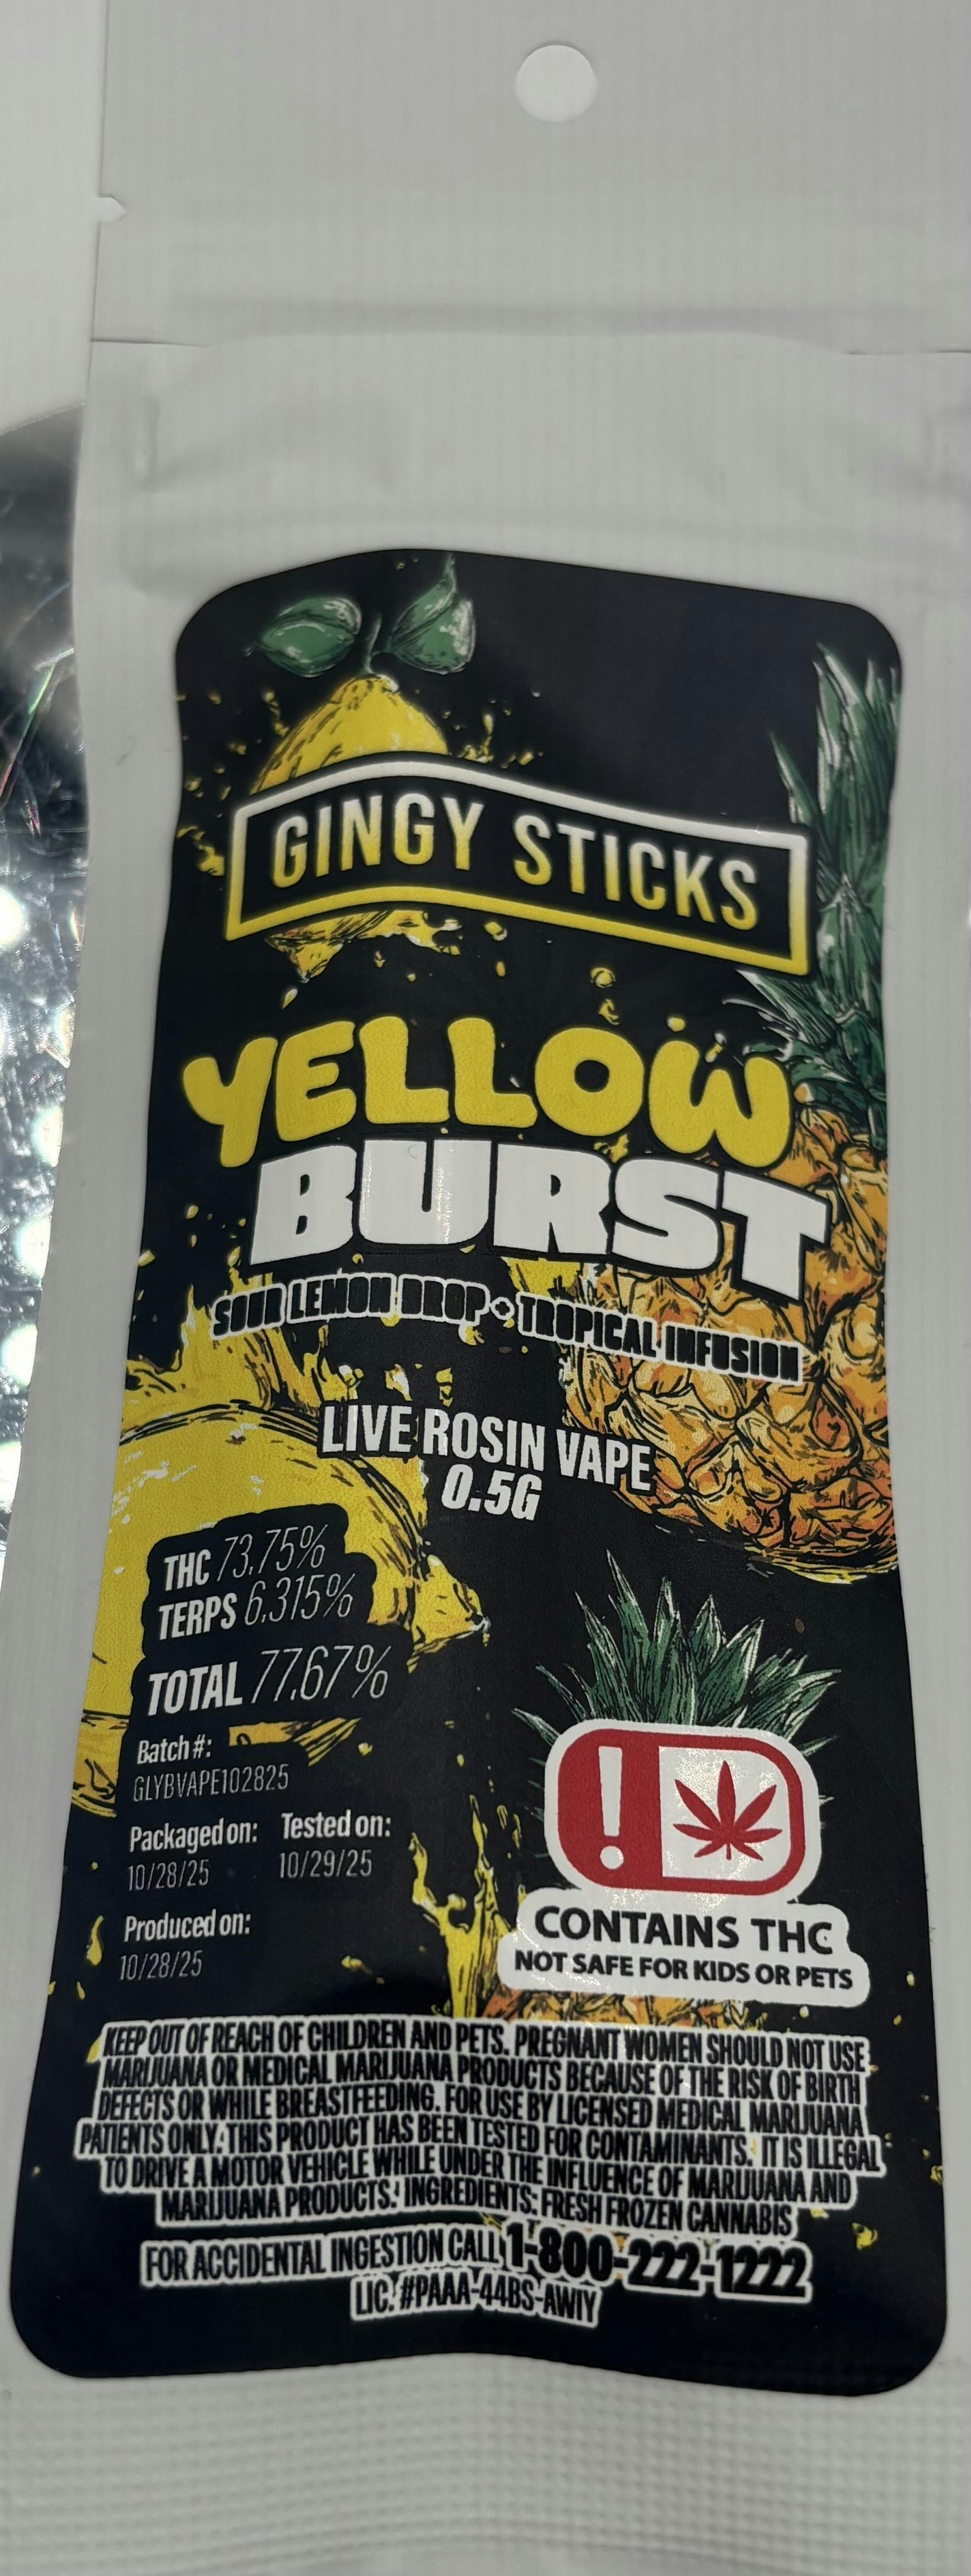 GINGY STICKS
YELLOW
BURST
SOUR LEMON DROP + TROPICAL INFUSION
LIVE ROSIN VAPE
0.5G
THC 73.75%
TERPS 6.315%
TOTAL 77.67%
Batch #:
GLYBVAPE102825
Packaged on: Tested on:
10/28/25 10/29/25
Produced on:
10/28/25
!
CONTAINS THC
NOT SAFE FOR KIDS OR PETS
KEEP OUT OF REACH OF CHILDREN AND PETS. PREGNANT WOMEN SHOULD NOT USE
MARIJUANA OR MEDICAL MARIJUANA PRODUCTS BECAUSE OF THE RISK OF BIRTH
DEFECTS OR WHILE BREASTFEEDING. FOR USE BY LICENSED MEDICAL MARIJUANA
PATIENTS ONLY. THIS PRODUCT HAS BEEN TESTED FOR CONTAMINANTS. IT IS ILLEGAL
TO DRIVE A MOTOR VEHICLE WHILE UNDER THE INFLUENCE OF MARIJUANA AND
MARIJUANA PRODUCTS. INGREDIENTS: FRESH FROZEN CANNABIS
FOR ACCIDENTAL INGESTION CALL 1-800-222-1222
LIC. #PAAA-44BS-AWIY